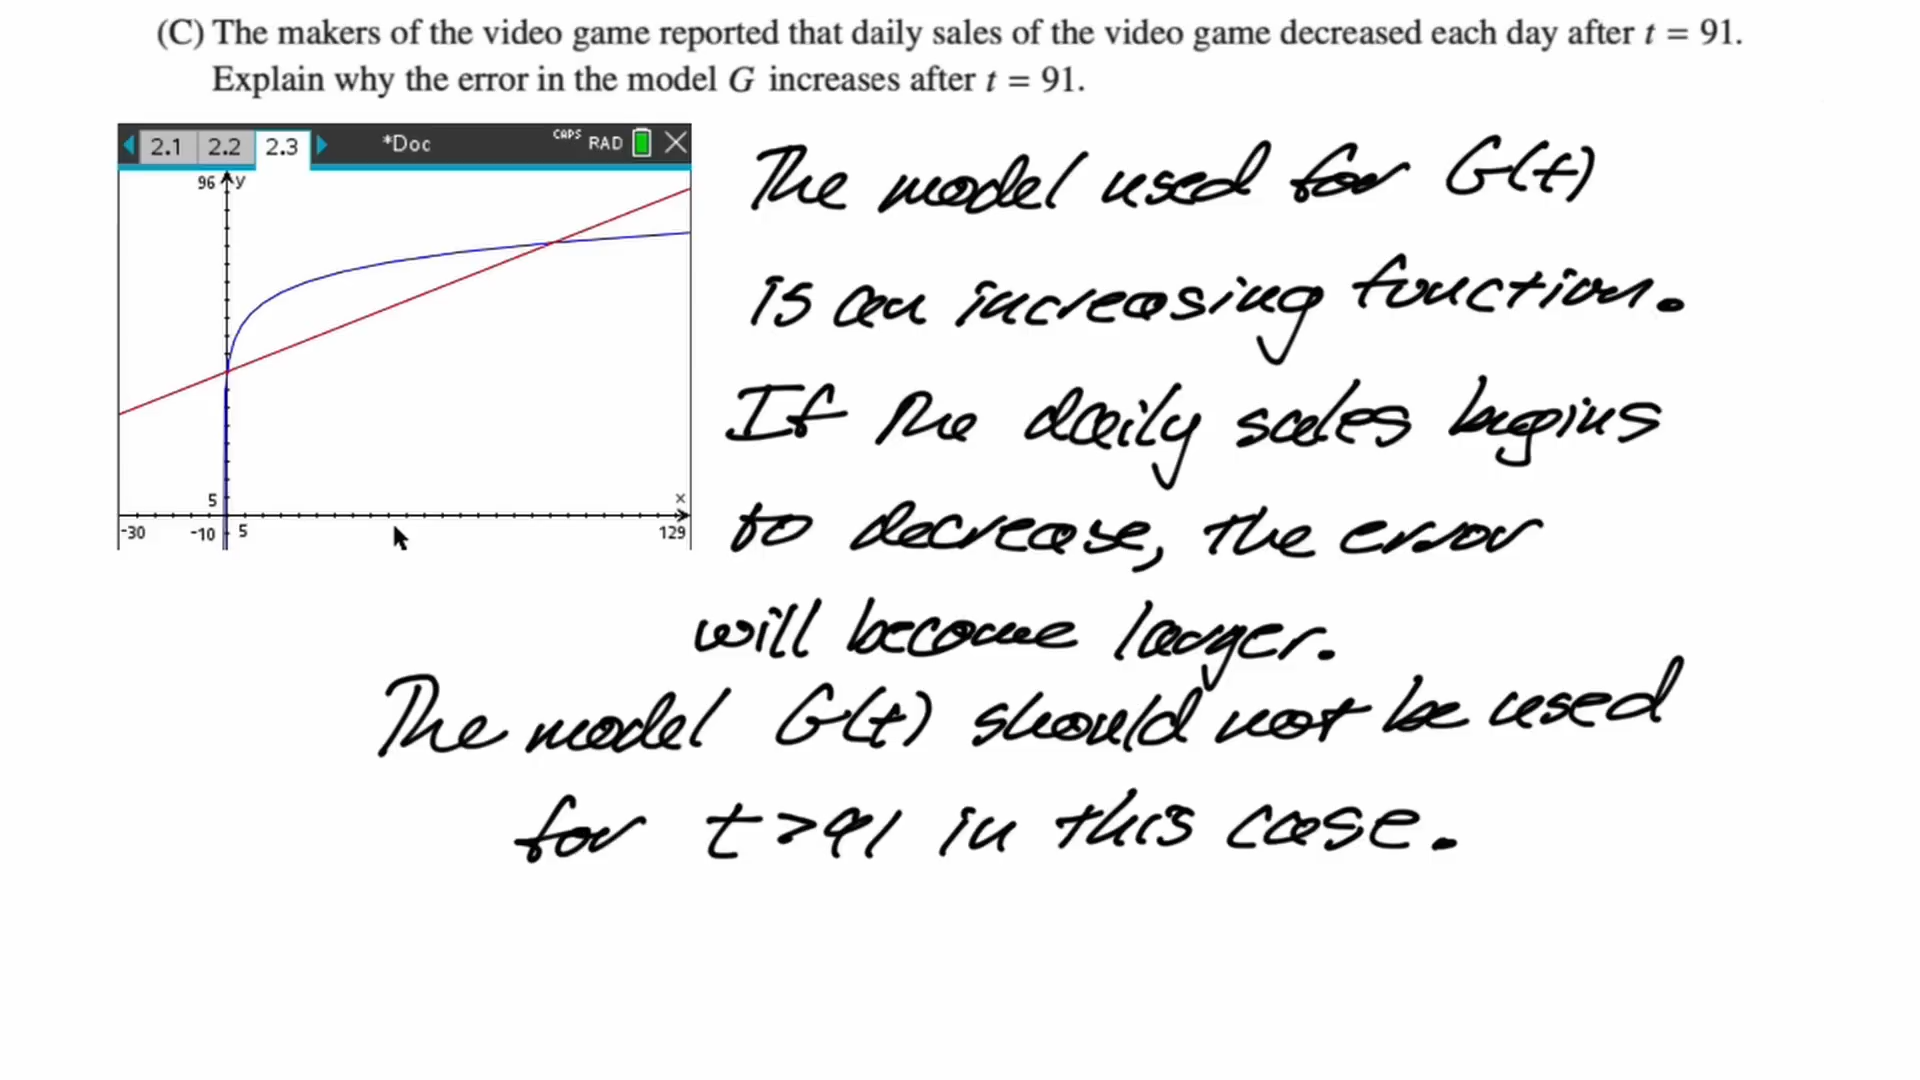 (C) The makers of the video game reported that daily sales of the video game decreased each day after t = 91.
Explain why the error in the model G increases after t = 91.
2.1 2.2 2.3 *Doc CAPS RAD
96 y
5 x
-30 -10 5 129
The model used for G(t)
is an increasing function.
If the daily sales begins
to decrease, the error
will become larger.
The model G(t) should not be used
for t>91 in this case.